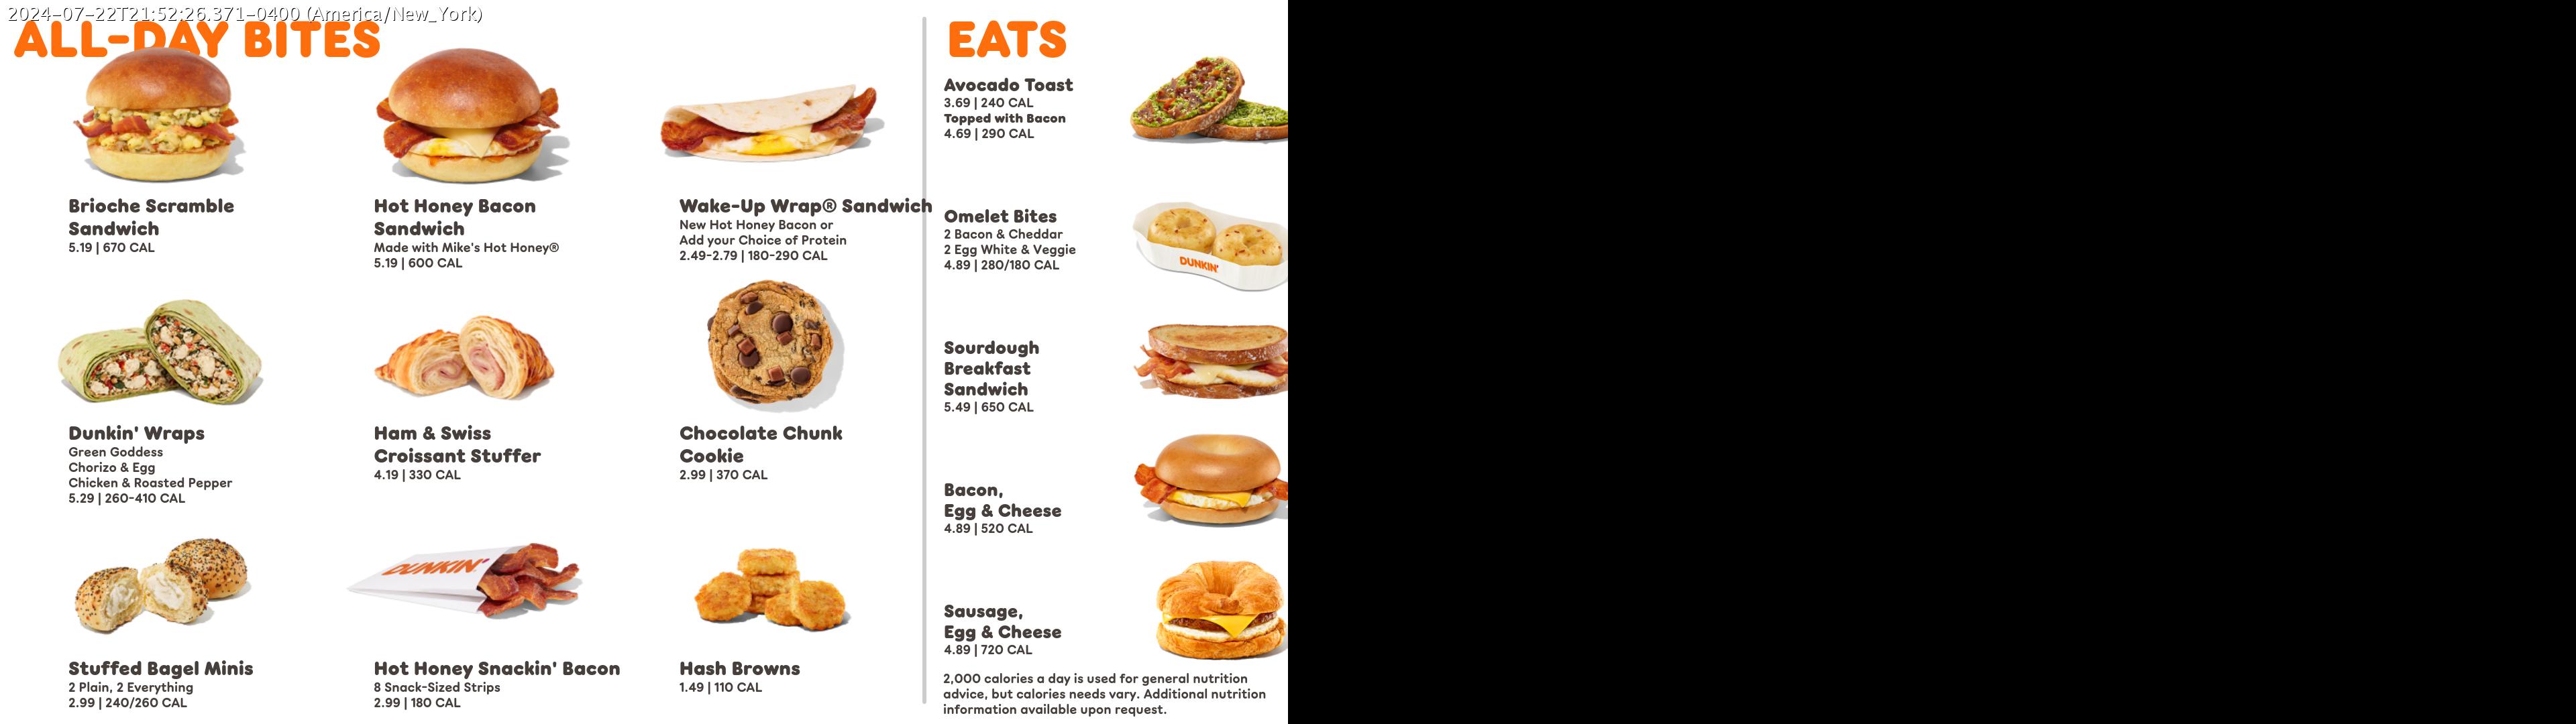 2024-07-22T21:52:26.371-0400 (America/New_York)
ALL-DAY BITES
Brioche Scramble
Sandwich
5.19 | 670 CAL
Hot Honey Bacon
Sandwich
Made with Mike's Hot Honey®
5.19 | 600 CAL
Wake-Up Wrap® Sandwich
New Hot Honey Bacon or
Add your Choice of Protein
2.49-2.79 | 180-290 CAL
Dunkin' Wraps
Green Goddess
Chorizo & Egg
Chicken & Roasted Pepper
5.29 | 260-410 CAL
Ham & Swiss
Croissant Stuffer
4.19 | 330 CAL
Chocolate Chunk
Cookie
2.99 | 370 CAL
Stuffed Bagel Minis
2 Plain, 2 Everything
2.99 | 240/260 CAL
DUNKIN'
Hot Honey Snackin' Bacon
8 Snack-Sized Strips
2.99 | 180 CAL
Hash Browns
1.49 | 110 CAL
EATS
Avocado Toast
3.69 | 240 CAL
Topped with Bacon
4.69 | 290 CAL
Omelet Bites
2 Bacon & Cheddar
2 Egg White & Veggie
4.89 | 280/180 CAL
DUNKIN'
Sourdough
Breakfast
Sandwich
5.49 | 650 CAL
Bacon,
Egg & Cheese
4.89 | 520 CAL
Sausage,
Egg & Cheese
4.89 | 720 CAL
2,000 calories a day is used for general nutrition
advice, but calories needs vary. Additional nutrition
information available upon request.